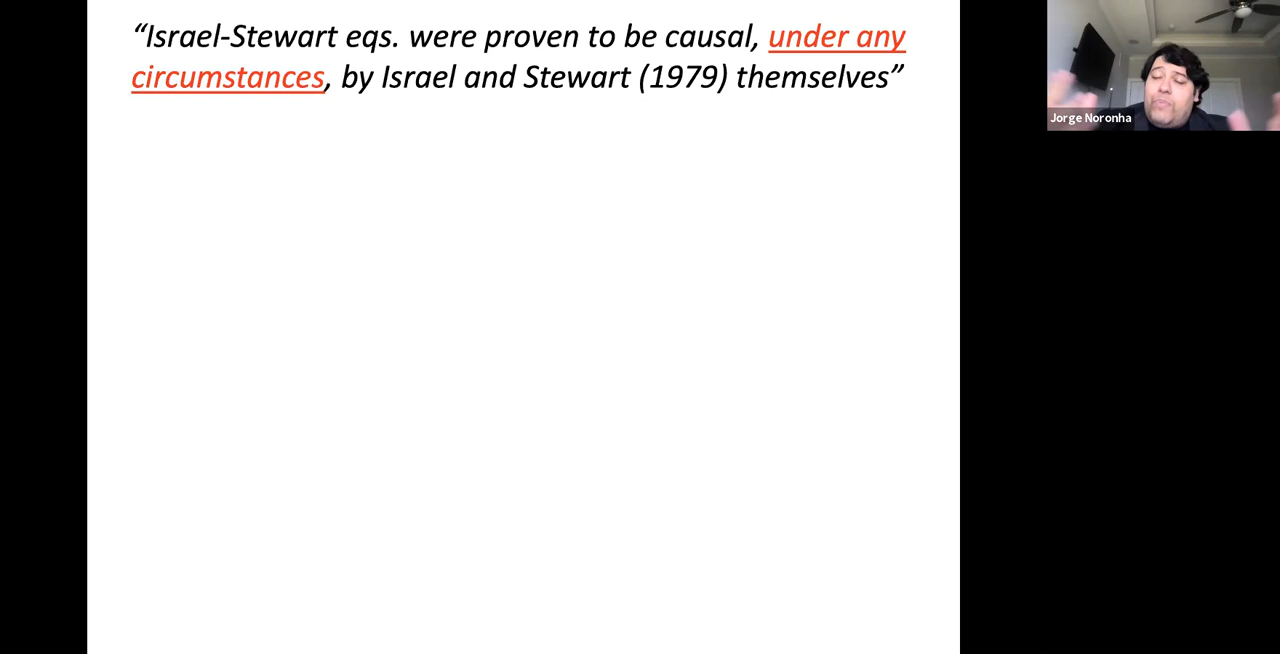 “Israel-Stewart eqs. were proven to be causal, under any
circumstances, by Israel and Stewart (1979) themselves”
Jorge Noronha